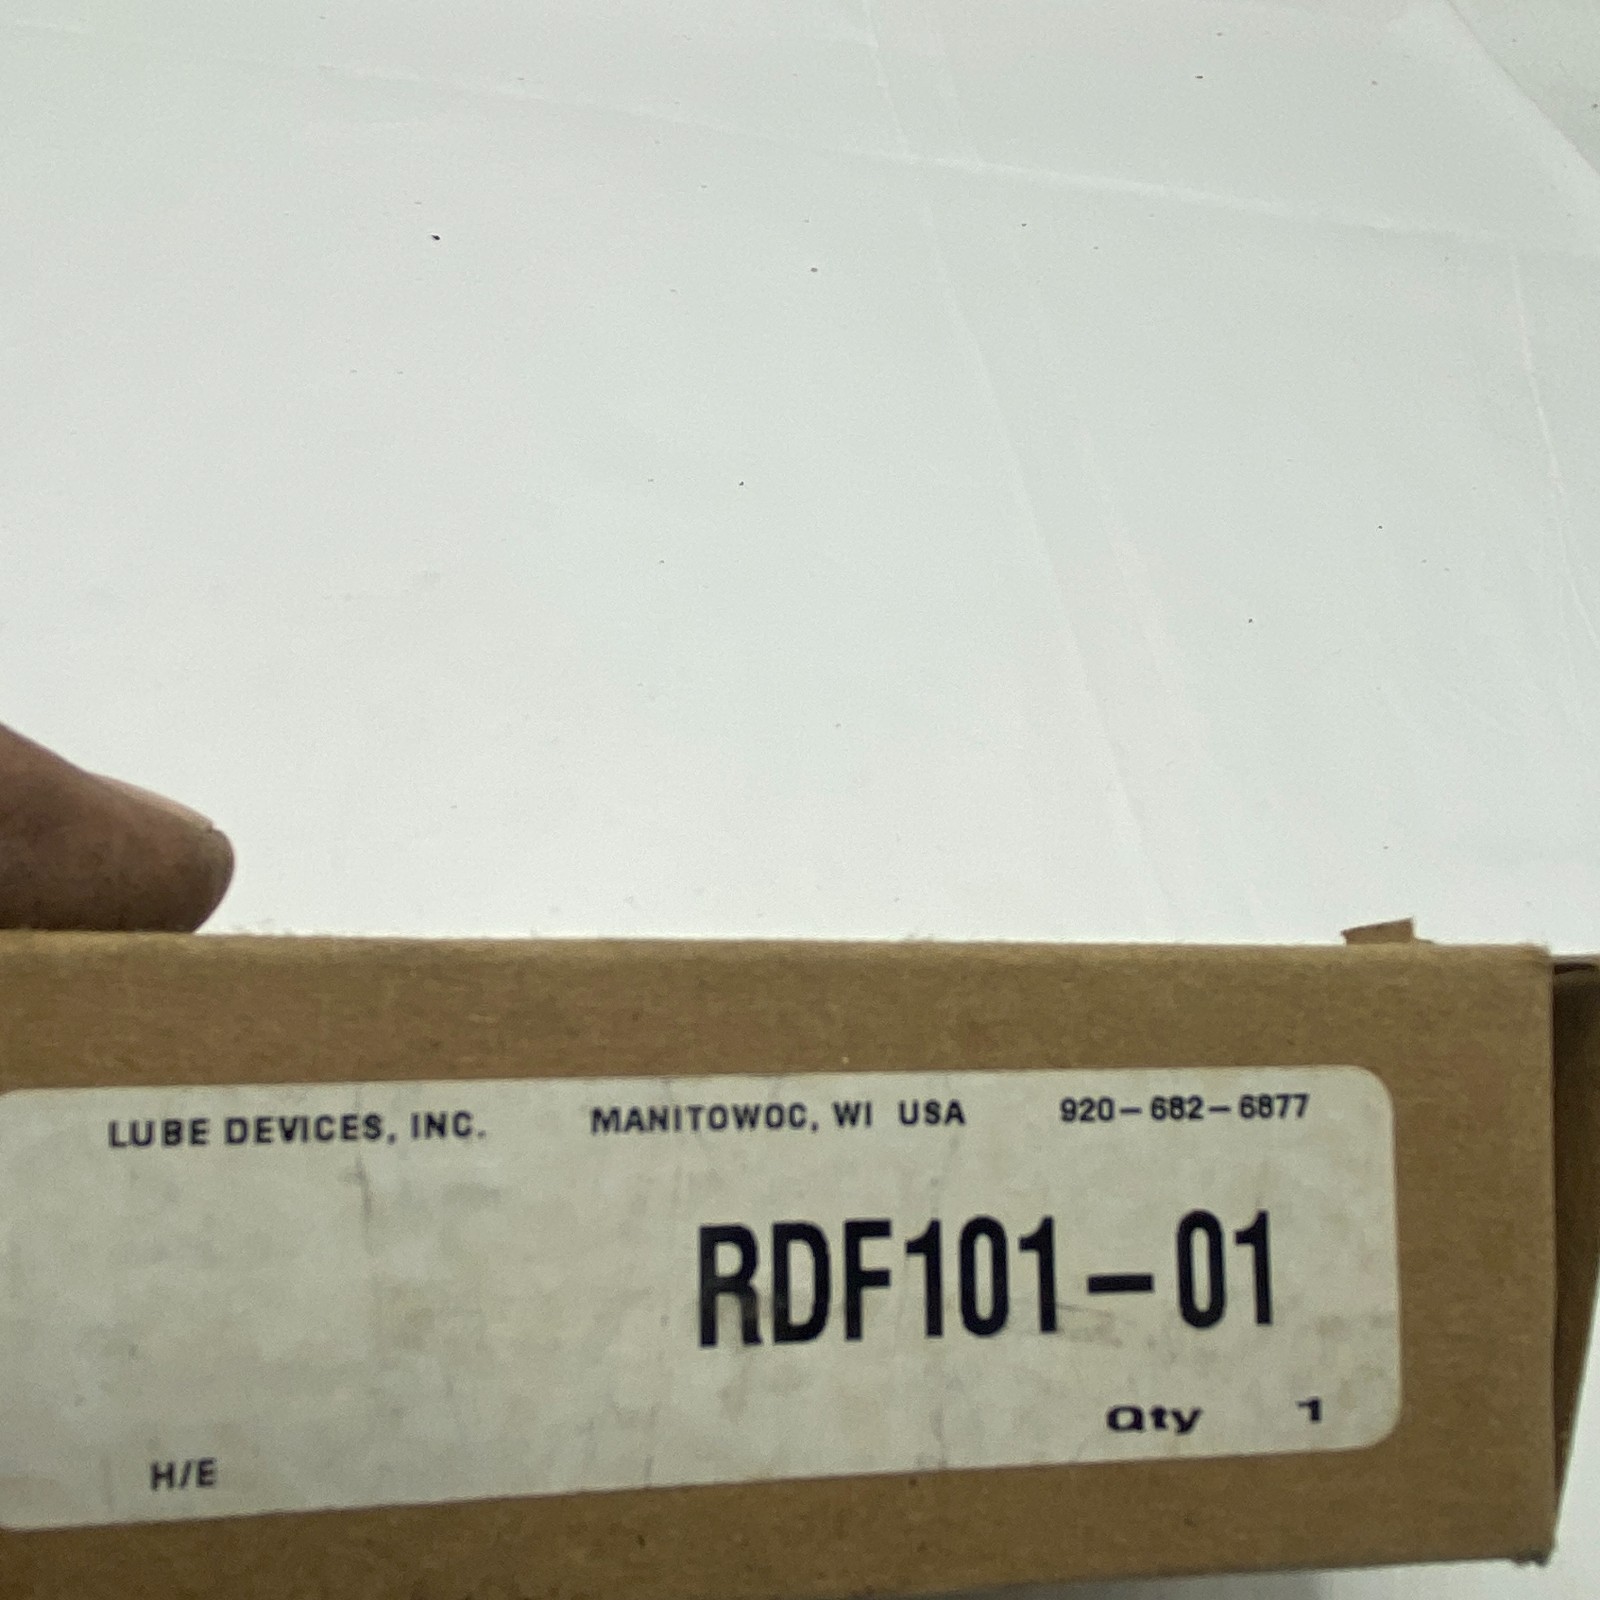 LUBE DEVICES, INC. MANITOWOC, WI USA 920-682-6877
RDF101-01
Qty 1
H/E